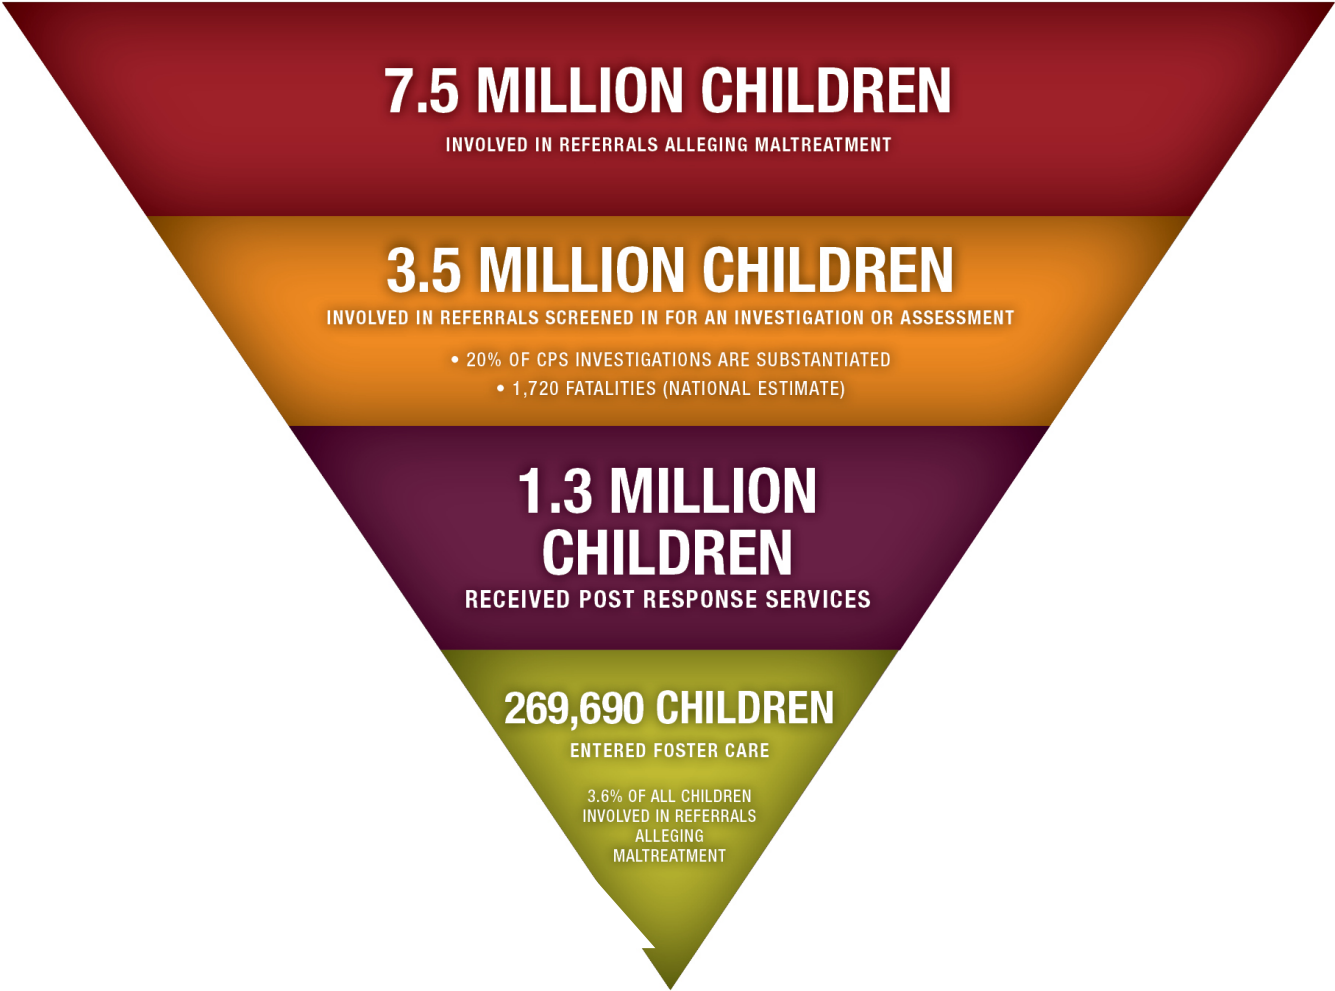 7.5 MILLION CHILDREN
INVOLVED IN REFERRALS ALLEGING MALTREATMENT
3.5 MILLION CHILDREN
INVOLVED IN REFERRALS SCREENED IN FOR AN INVESTIGATION OR ASSESSMENT
• 20% OF CPS INVESTIGATIONS ARE SUBSTANTIATED
• 1,720 FATALITIES (NATIONAL ESTIMATE)
1.3 MILLION
CHILDREN
RECEIVED POST RESPONSE SERVICES
269,690 CHILDREN
ENTERED FOSTER CARE
3.6% OF ALL CHILDREN
INVOLVED IN REFERRALS
ALLEGING
MALTREATMENT